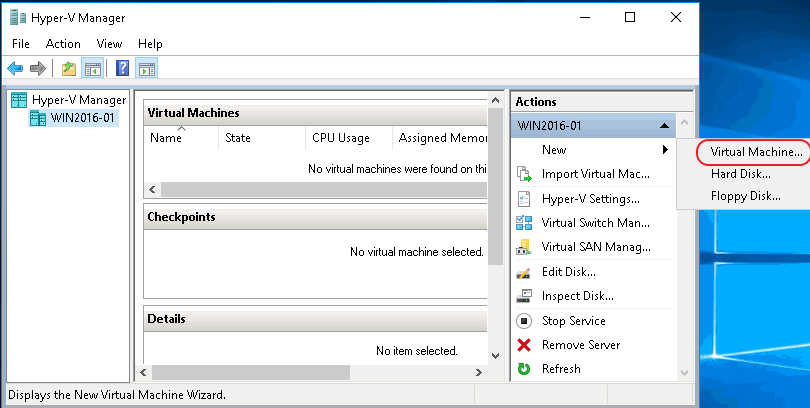 Hyper-V Manager
File Action View Help
Hyper-V Manager
WIN2016-01
Virtual Machines
Name State CPU Usage Assigned Memor
No virtual machines were found on thi
Checkpoints
No virtual machine selected.
Details
No item selected.
Actions
WIN2016-01
New
Import Virtual Mac...
Hyper-V Settings...
Virtual Switch Man...
Virtual SAN Manag...
Edit Disk...
Inspect Disk...
Stop Service
Remove Server
Refresh
Virtual Machine...
Hard Disk...
Floppy Disk...
Displays the New Virtual Machine Wizard.